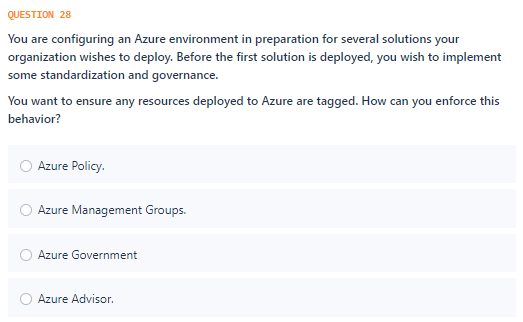 QUESTION 28
You are configuring an Azure environment in preparation for several solutions your
organization wishes to deploy. Before the first solution is deployed, you wish to implement
some standardization and governance.
You want to ensure any resources deployed to Azure are tagged. How can you enforce this
behavior?
Azure Policy.
Azure Management Groups.
Azure Government
Azure Advisor.